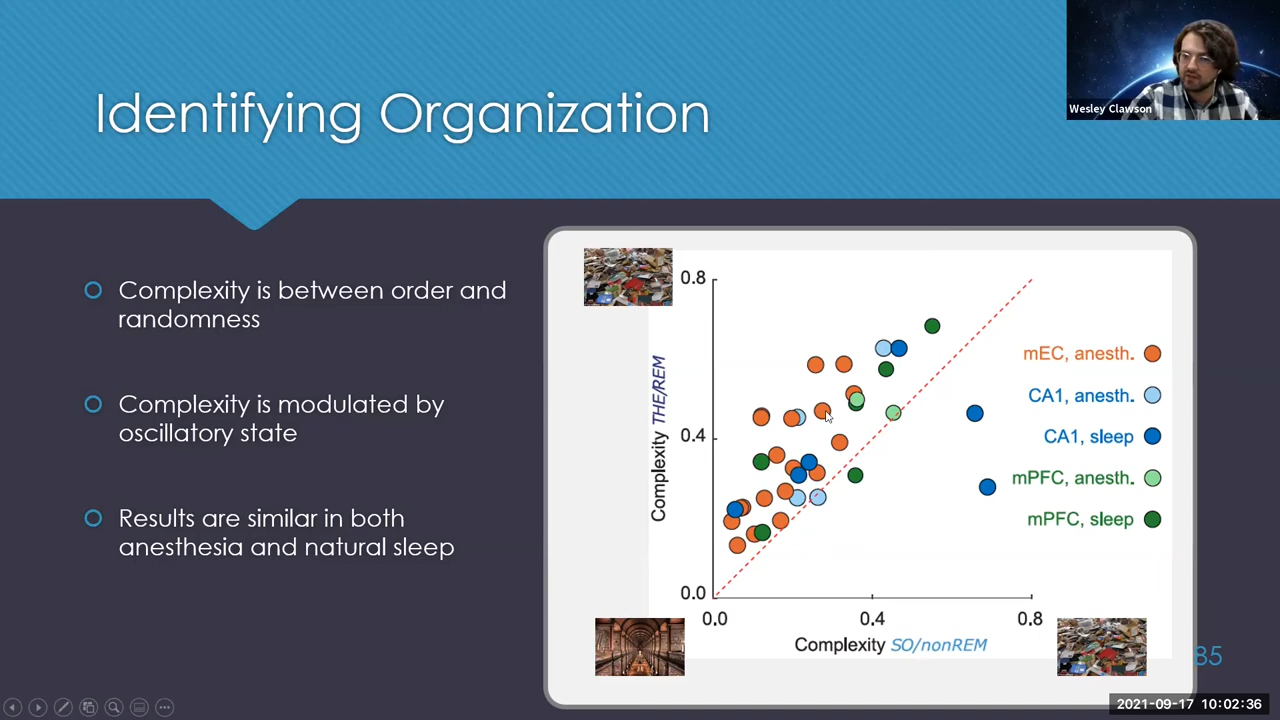 Wesley Clawson
Identifying Organization
Complexity is between order and
randomness
Complexity is modulated by
oscillatory state
Results are similar in both
anesthesia and natural sleep
0.8
0.4
0.0
Complexity THE/REM
0.0 0.4 0.8
Complexity SO/nonREM
mEC, anesth.
CA1, anesth.
CA1, sleep
mPFC, anesth.
mPFC, sleep
85
2021-09-17 10:02:36